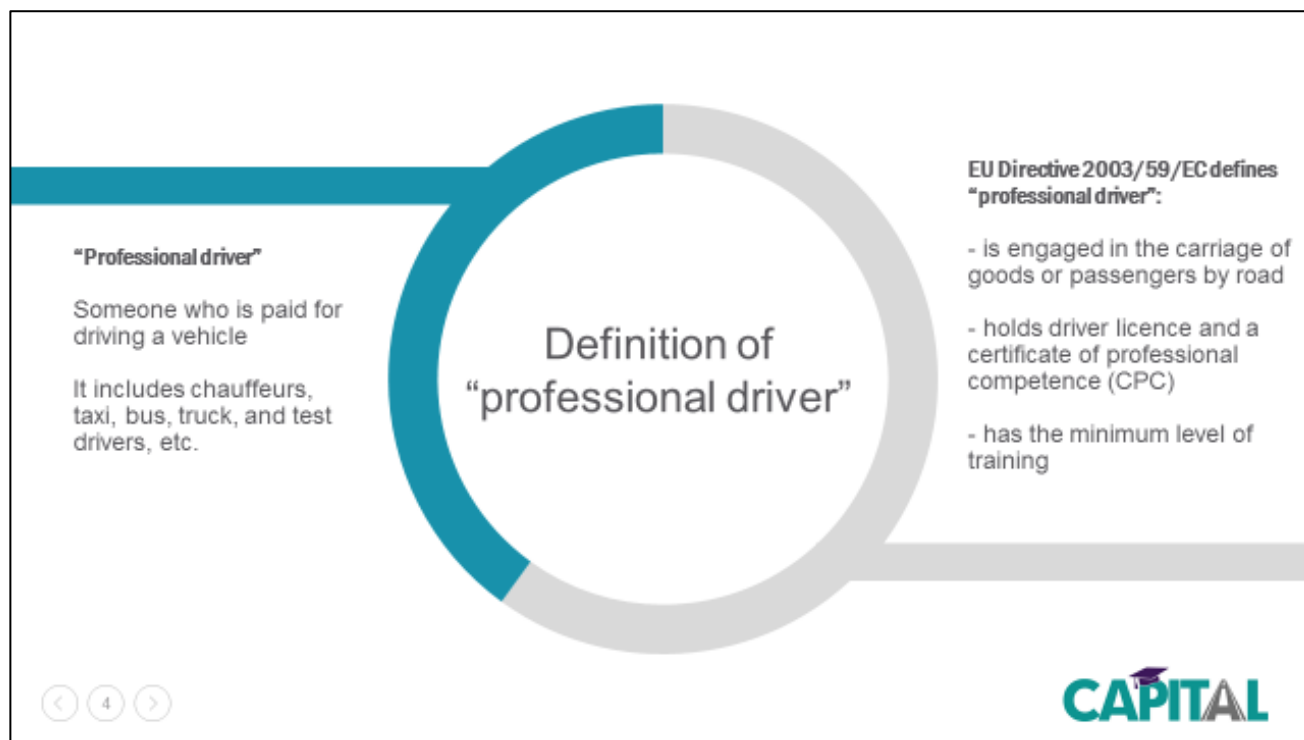 “Professional driver”
Someone who is paid for
driving a vehicle
It includes chauffeurs,
taxi, bus, truck, and test
drivers, etc.
Definition of
“professional driver”
EU Directive 2003/59/EC defines
“professional driver”:
- is engaged in the carriage of
goods or passengers by road
- holds driver licence and a
certificate of professional
competence (CPC)
- has the minimum level of
training
4
CAPITAL